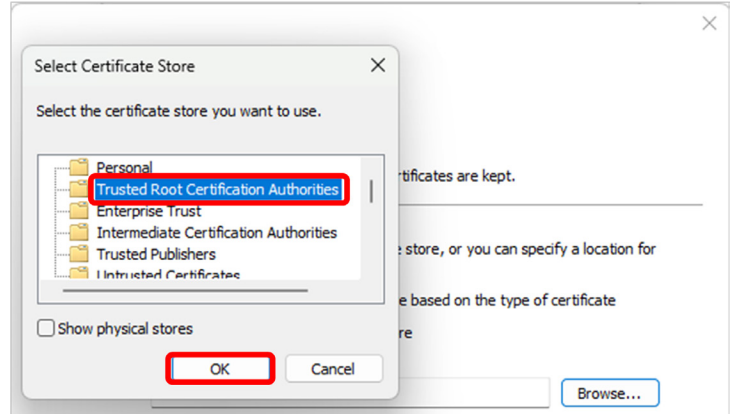 Select Certificate Store
Select the certificate store you want to use.
Personal
Trusted Root Certification Authorities
Enterprise Trust
Intermediate Certification Authorities
Trusted Publishers
Untrusted Certificates
Show physical stores
OK
Cancel
rtificates are kept.
store, or you can specify a location for
e based on the type of certificate
re
Browse...